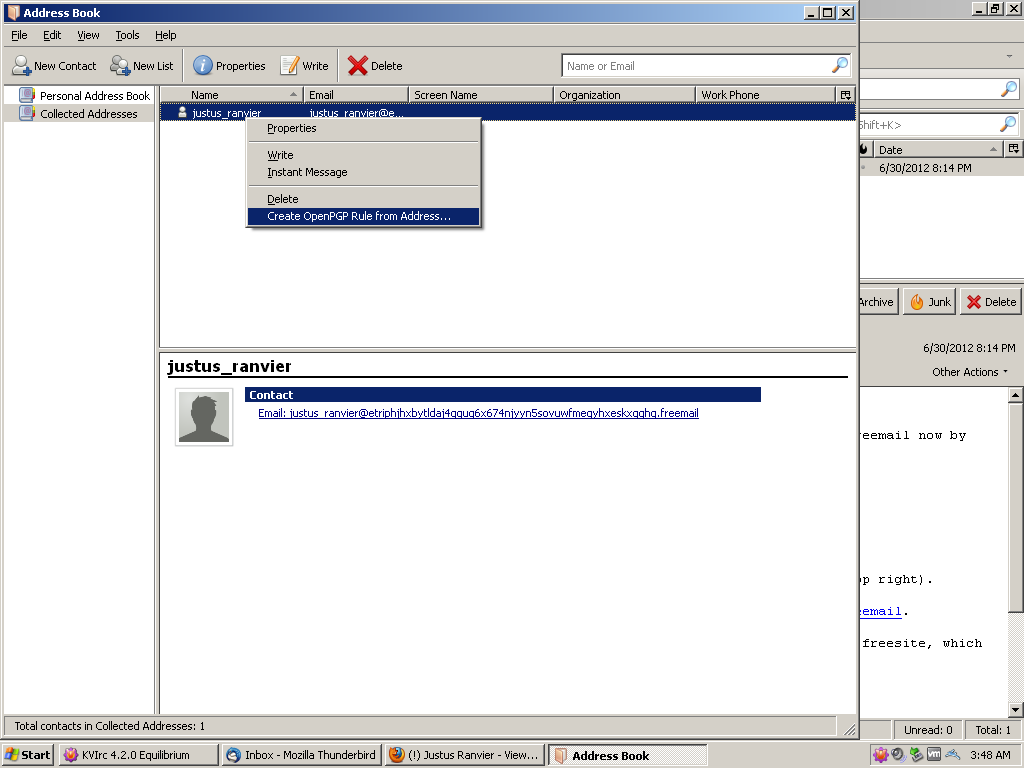 Address Book
File Edit View Tools Help
New Contact New List Properties Write Delete Name or Email
Personal Address Book
Collected Addresses
Name Email Screen Name Organization Work Phone
justus_ranvier justus_ranvier@e...
Properties
Write
Instant Message
Delete
Create OpenPGP Rule from Address...
Shift+K>
Date
6/30/2012 8:14 PM
Archive Junk Delete
6/30/2012 8:14 PM
Other Actions
justus_ranvier
Contact
Email: justus_ranvier@etriphjhxbytldaj4gquq6x674njyyn5sovuwfmeqyhxeskxgghg.freemail
reemail now by
op right).
eemail.
freesite, which
Total contacts in Collected Addresses: 1
Unread: 0 Total: 1
Start KVIrc 4.2.0 Equilibrium Inbox - Mozilla Thunderbird (!) Justus Ranvier - View... Address Book 3:48 AM